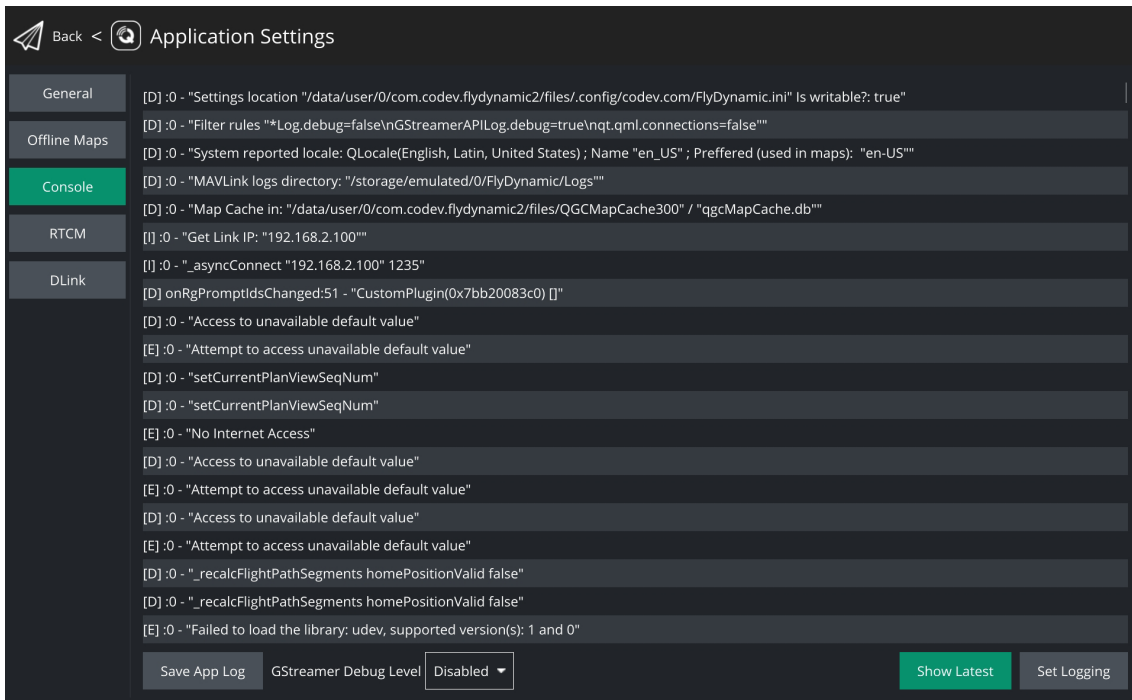 Back < Application Settings
General
Offline Maps
Console
RTCM
DLink
[D] :0 - "Settings location "/data/user/0/com.codev.flydynamic2/files/.config/codev.com/FlyDynamic.ini" Is writable?: true"
[D] :0 - "Filter rules "*Log.debug=false\nGStreamerAPILog.debug=true\nqt.qml.connections=false""
[D] :0 - "System reported locale: QLocale(English, Latin, United States) ; Name "en_US" ; Preffered (used in maps):  "en-US""
[D] :0 - "MAVLink logs directory: "/storage/emulated/0/FlyDynamic/Logs""
[D] :0 - "Map Cache in: "/data/user/0/com.codev.flydynamic2/files/QGCMapCache300" / "qgcMapCache.db""
[I] :0 - "Get Link IP: "192.168.2.100""
[I] :0 - "_asyncConnect "192.168.2.100" 1235"
[D] onRgPromptIdsChanged:51 - "CustomPlugin(0x7bb20083c0) []"
[D] :0 - "Access to unavailable default value"
[E] :0 - "Attempt to access unavailable default value"
[D] :0 - "setCurrentPlanViewSeqNum"
[D] :0 - "setCurrentPlanViewSeqNum"
[E] :0 - "No Internet Access"
[D] :0 - "Access to unavailable default value"
[E] :0 - "Attempt to access unavailable default value"
[D] :0 - "Access to unavailable default value"
[E] :0 - "Attempt to access unavailable default value"
[D] :0 - "_recalcFlightPathSegments homePositionValid false"
[D] :0 - "_recalcFlightPathSegments homePositionValid false"
[E] :0 - "Failed to load the library: udev, supported version(s): 1 and 0"
Save App Log GStreamer Debug Level Disabled Show Latest Set Logging